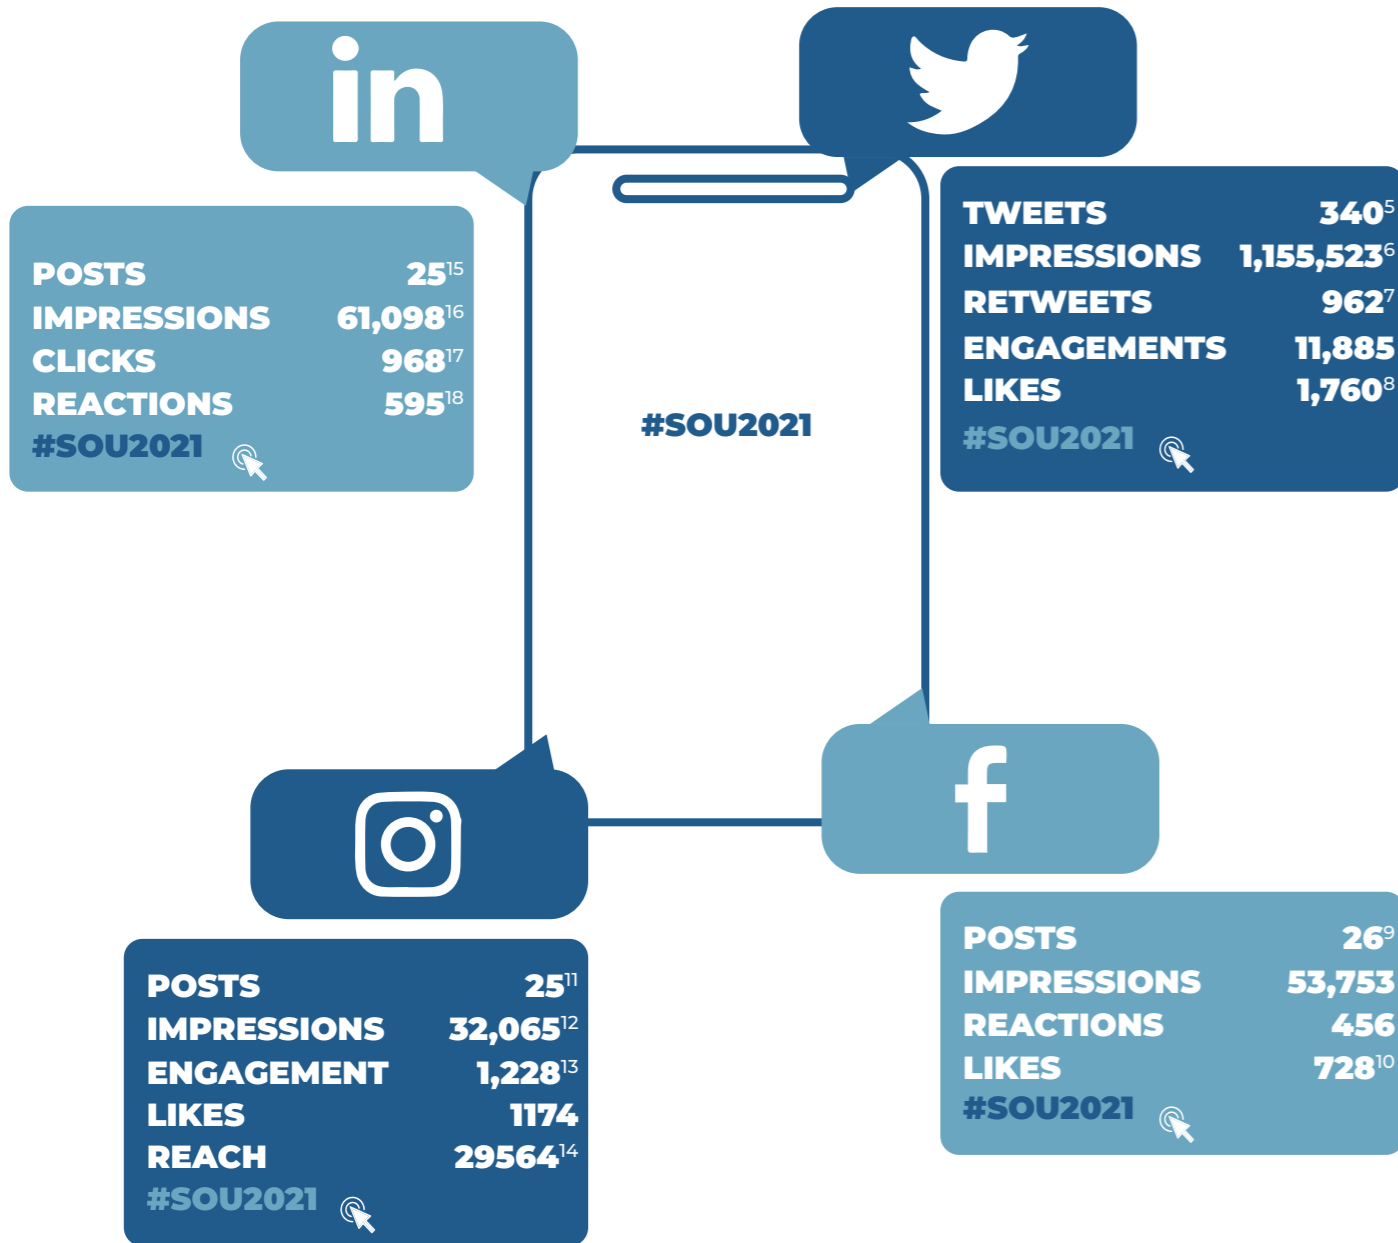 in
POSTS 25¹⁵
IMPRESSIONS 61,098¹⁶
CLICKS 968¹⁷
REACTIONS 595¹⁸
#SOU2021
TWEETS 340⁵
IMPRESSIONS 1,155,523⁶
RETWEETS 962⁷
ENGAGEMENTS 11,885
LIKES 1,760⁸
#SOU2021
#SOU2021
f
POSTS 25¹¹
IMPRESSIONS 32,065¹²
ENGAGEMENT 1,228¹³
LIKES 1174
REACH 29564¹⁴
#SOU2021
POSTS 26⁹
IMPRESSIONS 53,753
REACTIONS 456
LIKES 728¹⁰
#SOU2021